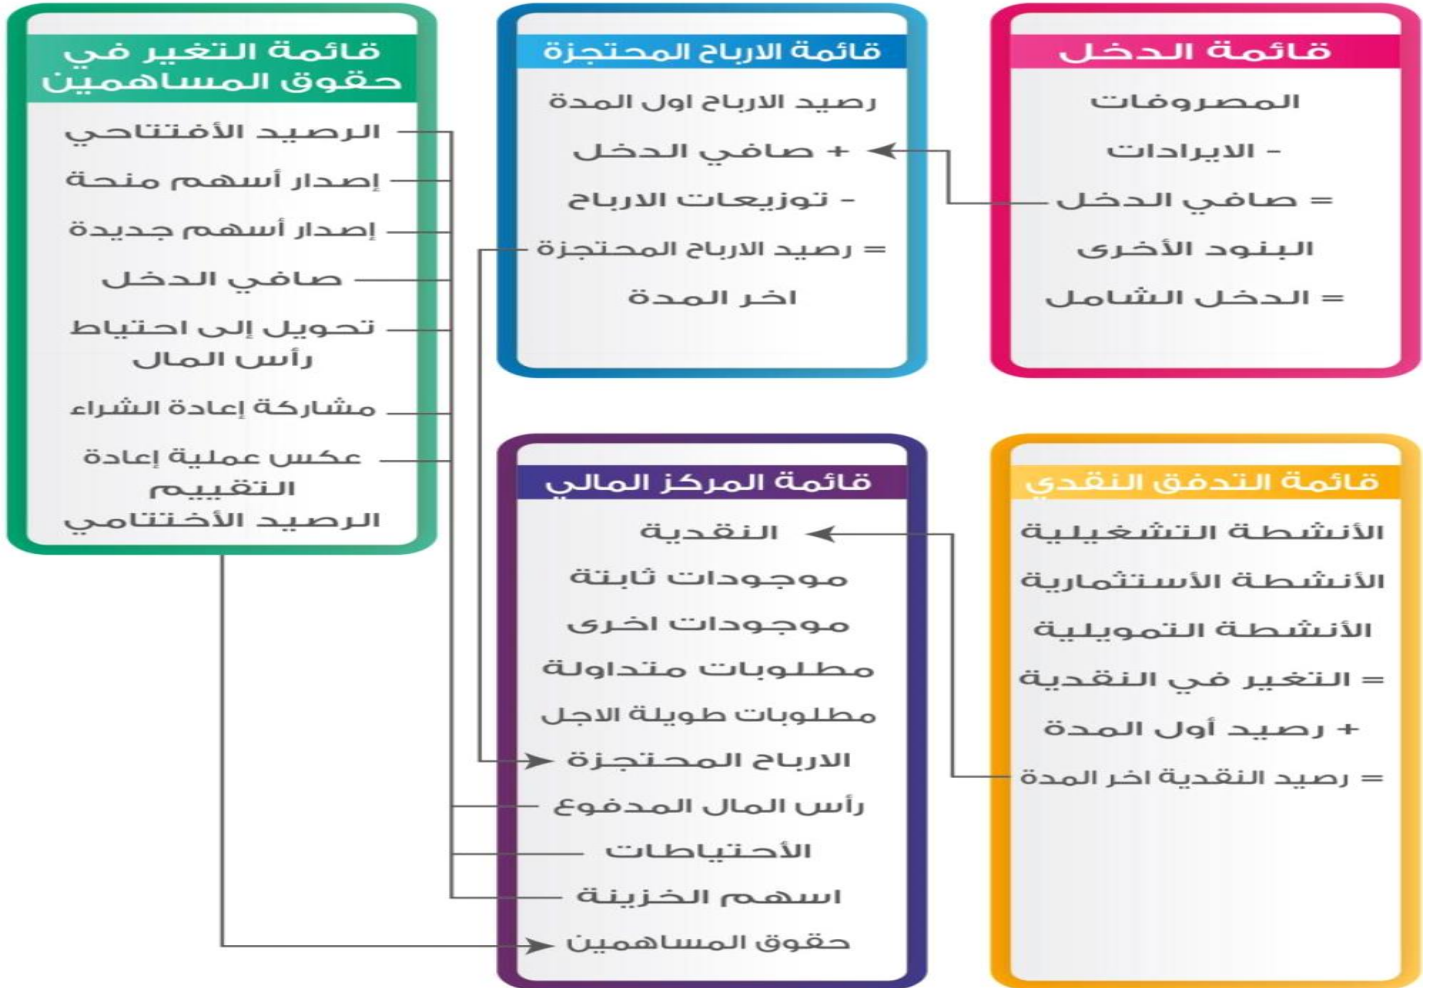 قائمة الدخل
المصروفات
- الايرادات
= صافي الدخل
البنود الأخرى
= الدخل الشامل
قائمة الارباح المحتجزة
رصيد الارباح اول المدة
+ صافي الدخل
- توزيعات الارباح
= رصيد الارباح المحتجزة
اخر المدة
قائمة التغير في
حقوق المساهمين
الرصيد الأفتتاحي
إصدار أسهم منحة
إصدار أسهم جديدة
صافي الدخل
تحويل إلى احتياط
رأس المال
مشاركة إعادة الشراء
عكس عملية إعادة
التقييم
الرصيد الأختتامي
قائمة التدفق النقدي
الأنشطة التشغيلية
الأنشطة الأستثمارية
الأنشطة التمويلية
= التغير في النقدية
+ رصيد أول المدة
= رصيد النقدية اخر المدة
قائمة المركز المالي
النقدية
موجودات ثابتة
موجودات اخرى
مطلوبات متداولة
مطلوبات طويلة الاجل
الارباح المحتجزة
رأس المال المدفوع
الأحتياطات
اسهم الخزينة
حقوق المساهمين